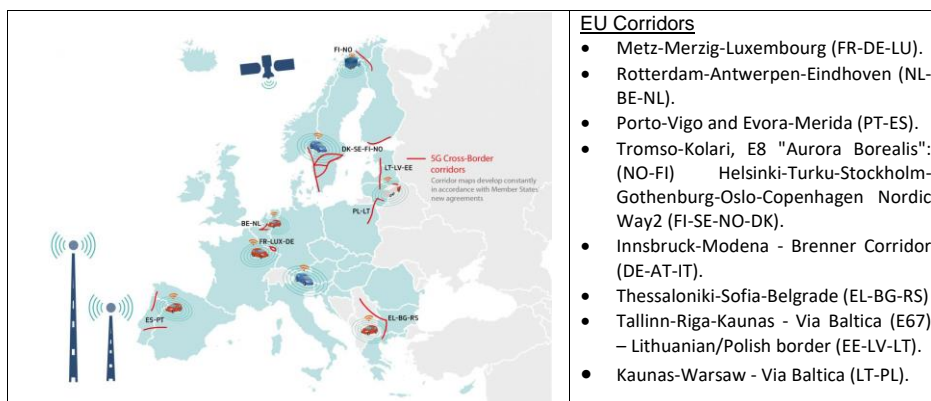 FI-NO
DK-SE-FI-NO
5G Cross-Border
corridors
Corridor maps develop constantly
in accordance with Member States
new agreements
LT-LV-EE
PL-LT
BE-NL
FR-LUX-DE
ES-PT
EL-BG-RS
EU Corridors
• Metz-Merzig-Luxembourg (FR-DE-LU).
• Rotterdam-Antwerpen-Eindhoven (NL-
BE-NL).
• Porto-Vigo and Evora-Merida (PT-ES).
• Tromso-Kolari, E8 "Aurora Borealis":
(NO-FI) Helsinki-Turku-Stockholm-
Gothenburg-Oslo-Copenhagen Nordic
Way2 (FI-SE-NO-DK).
• Innsbruck-Modena - Brenner Corridor
(DE-AT-IT).
• Thessaloniki-Sofia-Belgrade (EL-BG-RS)
• Tallinn-Riga-Kaunas - Via Baltica (E67)
– Lithuanian/Polish border (EE-LV-LT).
• Kaunas-Warsaw - Via Baltica (LT-PL).